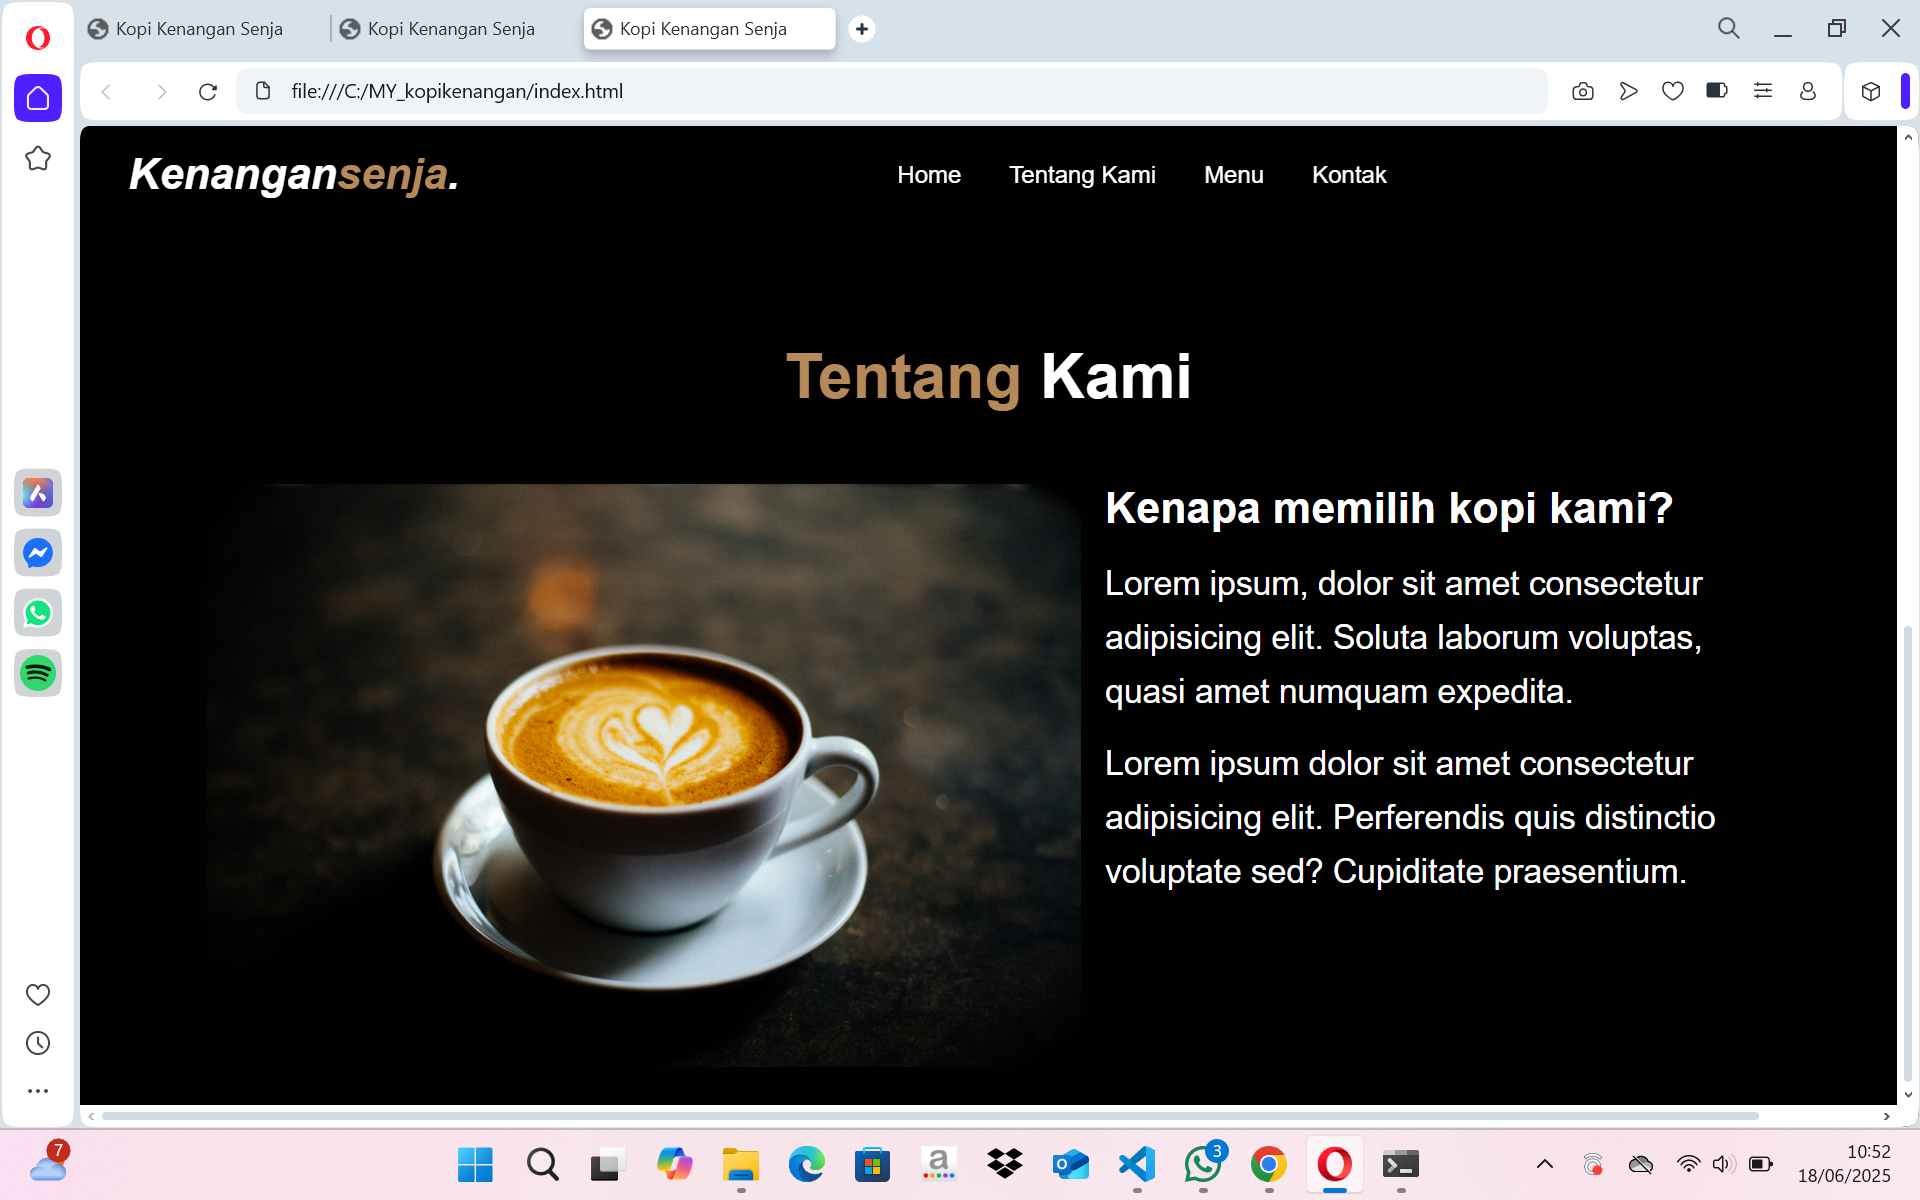 Kopi Kenangan Senja
Kopi Kenangan Senja
Kopi Kenangan Senja
file:///C:/MY_kopikenangan/index.html
Kenangansenja.
Home
Tentang Kami
Menu
Kontak
Tentang Kami
Kenapa memilih kopi kami?
Lorem ipsum, dolor sit amet consectetur
adipisicing elit. Soluta laborum voluptas,
quasi amet numquam expedita.
Lorem ipsum dolor sit amet consectetur
adipisicing elit. Perferendis quis distinctio
voluptate sed? Cupiditate praesentium.
7
a
3
10:52
18/06/2025